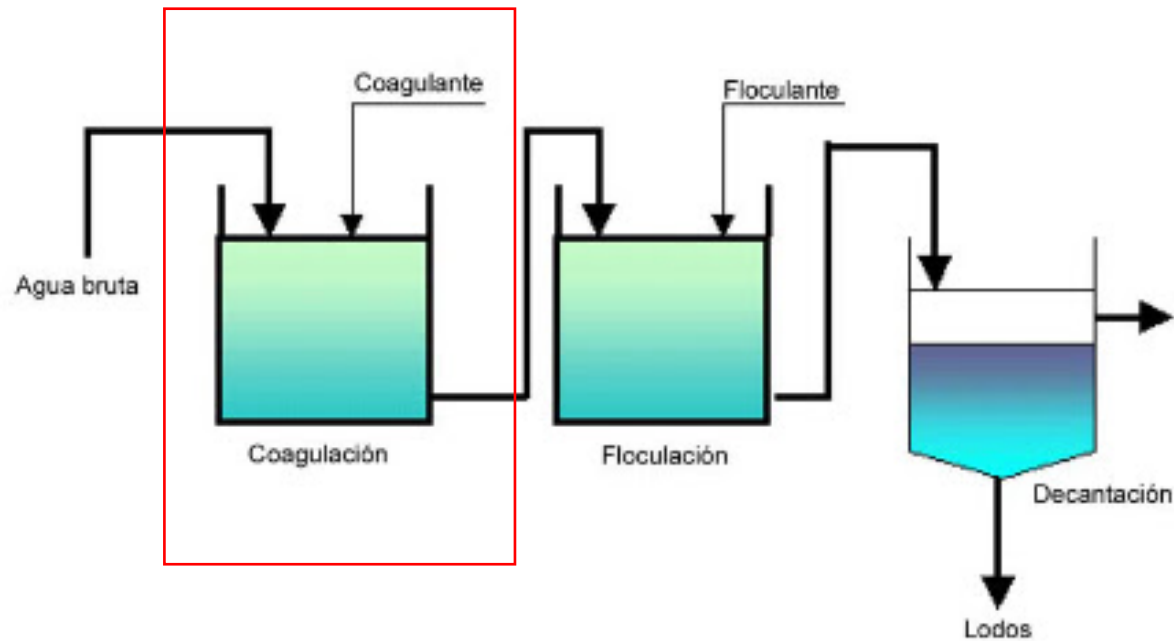 Coagulante
Floculante
Agua bruta
Coagulación
Floculación
Decantación
Lodos